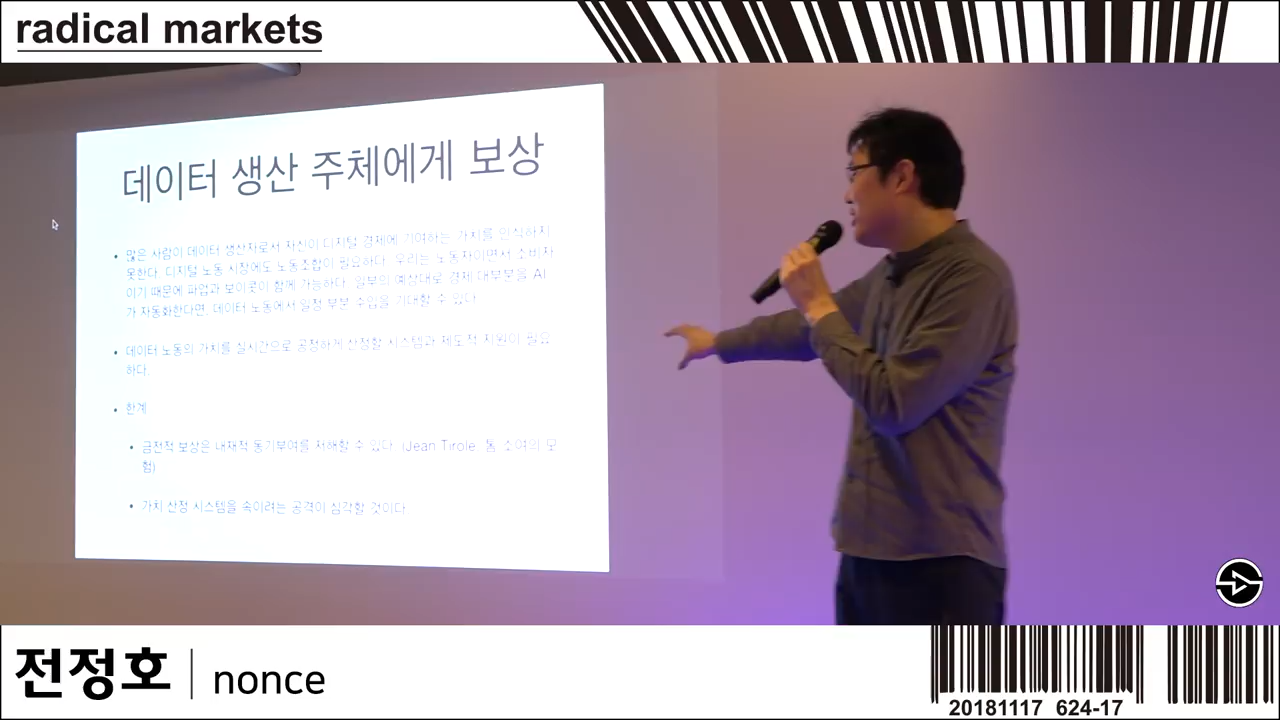 radical markets
데이터 생산 주체에게 보상
• 많은 사람이 데이터 생산자로서 자신이 디지털 경제에 기여하는 가치를 인식하지
못한다. 디지털 노동 시장에도 노동조합이 필요하다. 우리는 노동자이면서 소비자
이기 때문에 파업과 보이콧이 함께 가능하다. 일부의 예상대로 경제 대부분을 AI
가 자동화한다면, 데이터 노동에서 일정 부분 수입을 기대할 수 있다.
• 데이터 노동의 가치를 실시간으로 공정하게 산정할 시스템과 제도적 지원이 필요
하다.
• 한계
• 금전적 보상은 내재적 동기부여를 저해할 수 있다. (Jean Tirole, 톰 소여의 모
험)
• 가치 산정 시스템을 속이려는 공격이 심각할 것이다.
전정호 | nonce
20181117 624-17